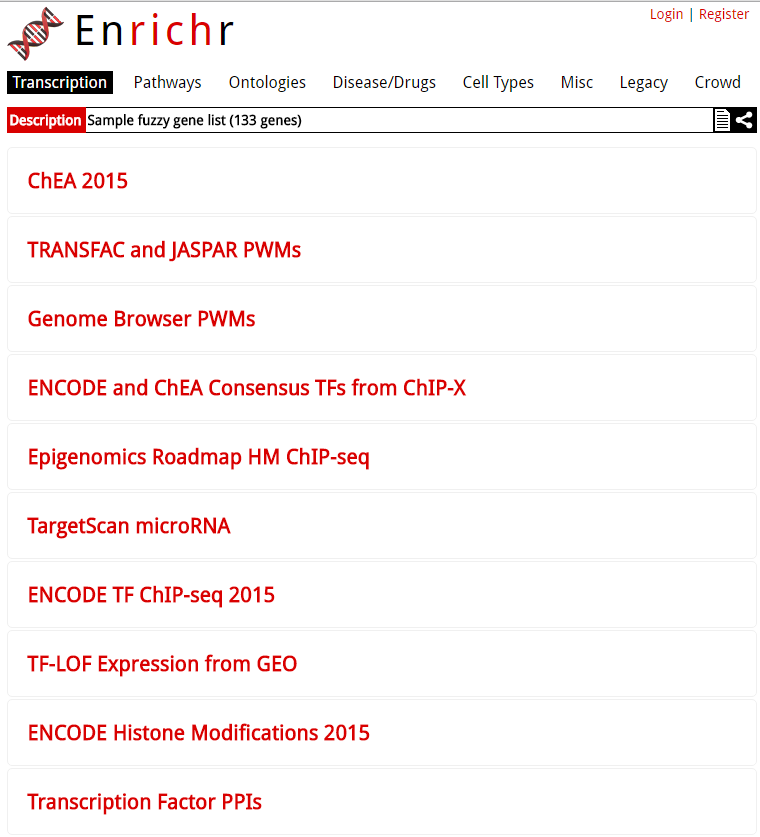 Enrichr
Login | Register
Transcription Pathways Ontologies Disease/Drugs Cell Types Misc Legacy Crowd
Description Sample fuzzy gene list (133 genes)
ChEA 2015
TRANSFAC and JASPAR PWMs
Genome Browser PWMs
ENCODE and ChEA Consensus TFs from ChIP-X
Epigenomics Roadmap HM ChIP-seq
TargetScan microRNA
ENCODE TF ChIP-seq 2015
TF-LOF Expression from GEO
ENCODE Histone Modifications 2015
Transcription Factor PPIs